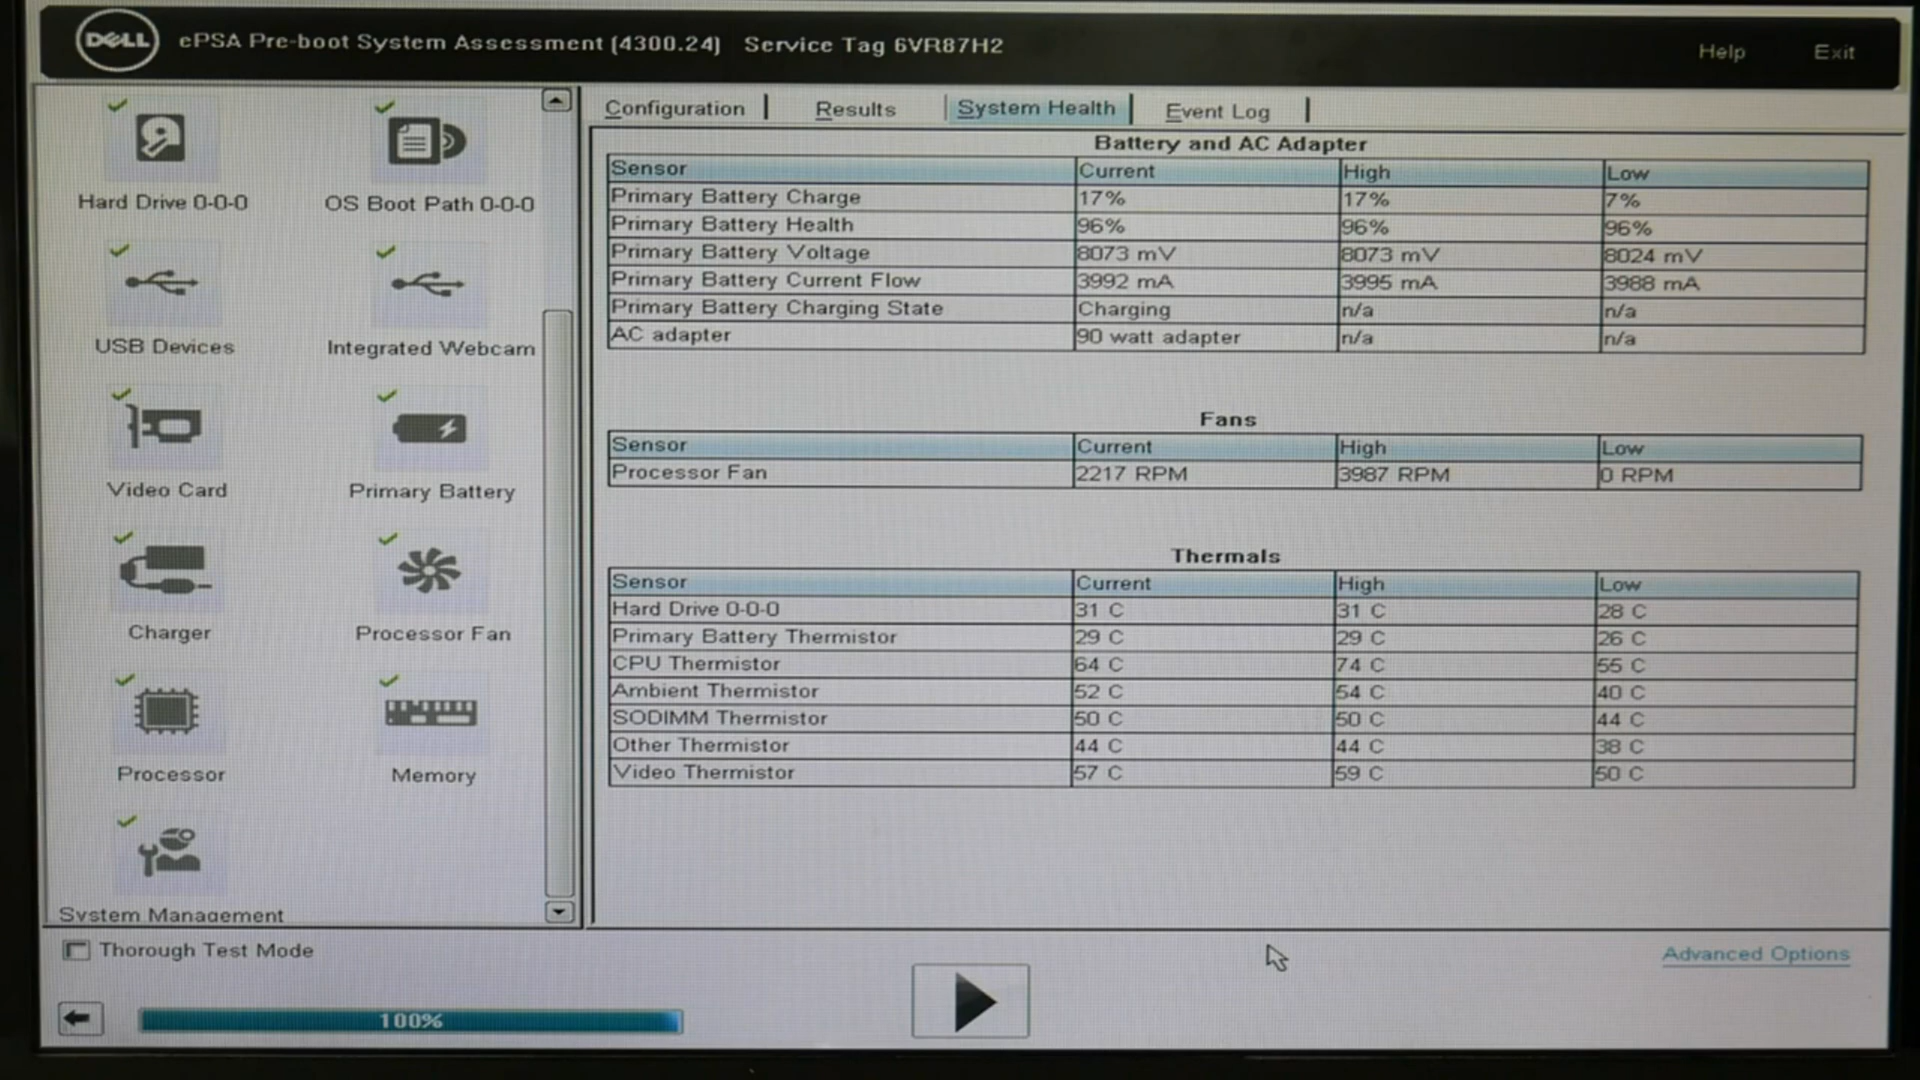 DELL ePSA Pre-boot System Assessment (4300.24) Service Tag 6VR87H2 Help Exit
Hard Drive 0-0-0 OS Boot Path 0-0-0
USB Devices Integrated Webcam
Video Card Primary Battery
Charger Processor Fan
Processor Memory
System Management
Configuration Results System Health Event Log
Battery and AC Adapter
Sensor Current High Low
Primary Battery Charge 17% 17% 7%
Primary Battery Health 96% 96% 96%
Primary Battery Voltage 8073 mV 8073 mV 8024 mV
Primary Battery Current Flow 3992 mA 3995 mA 3988 mA
Primary Battery Charging State Charging n/a n/a
AC adapter 90 watt adapter n/a n/a
Fans
Sensor Current High Low
Processor Fan 2217 RPM 3987 RPM 0 RPM
Thermals
Sensor Current High Low
Hard Drive 0-0-0 31 C 31 C 28 C
Primary Battery Thermistor 29 C 29 C 26 C
CPU Thermistor 64 C 74 C 55 C
Ambient Thermistor 52 C 54 C 40 C
SODIMM Thermistor 50 C 50 C 44 C
Other Thermistor 44 C 44 C 38 C
Video Thermistor 57 C 59 C 50 C
Thorough Test Mode Advanced Options
100%